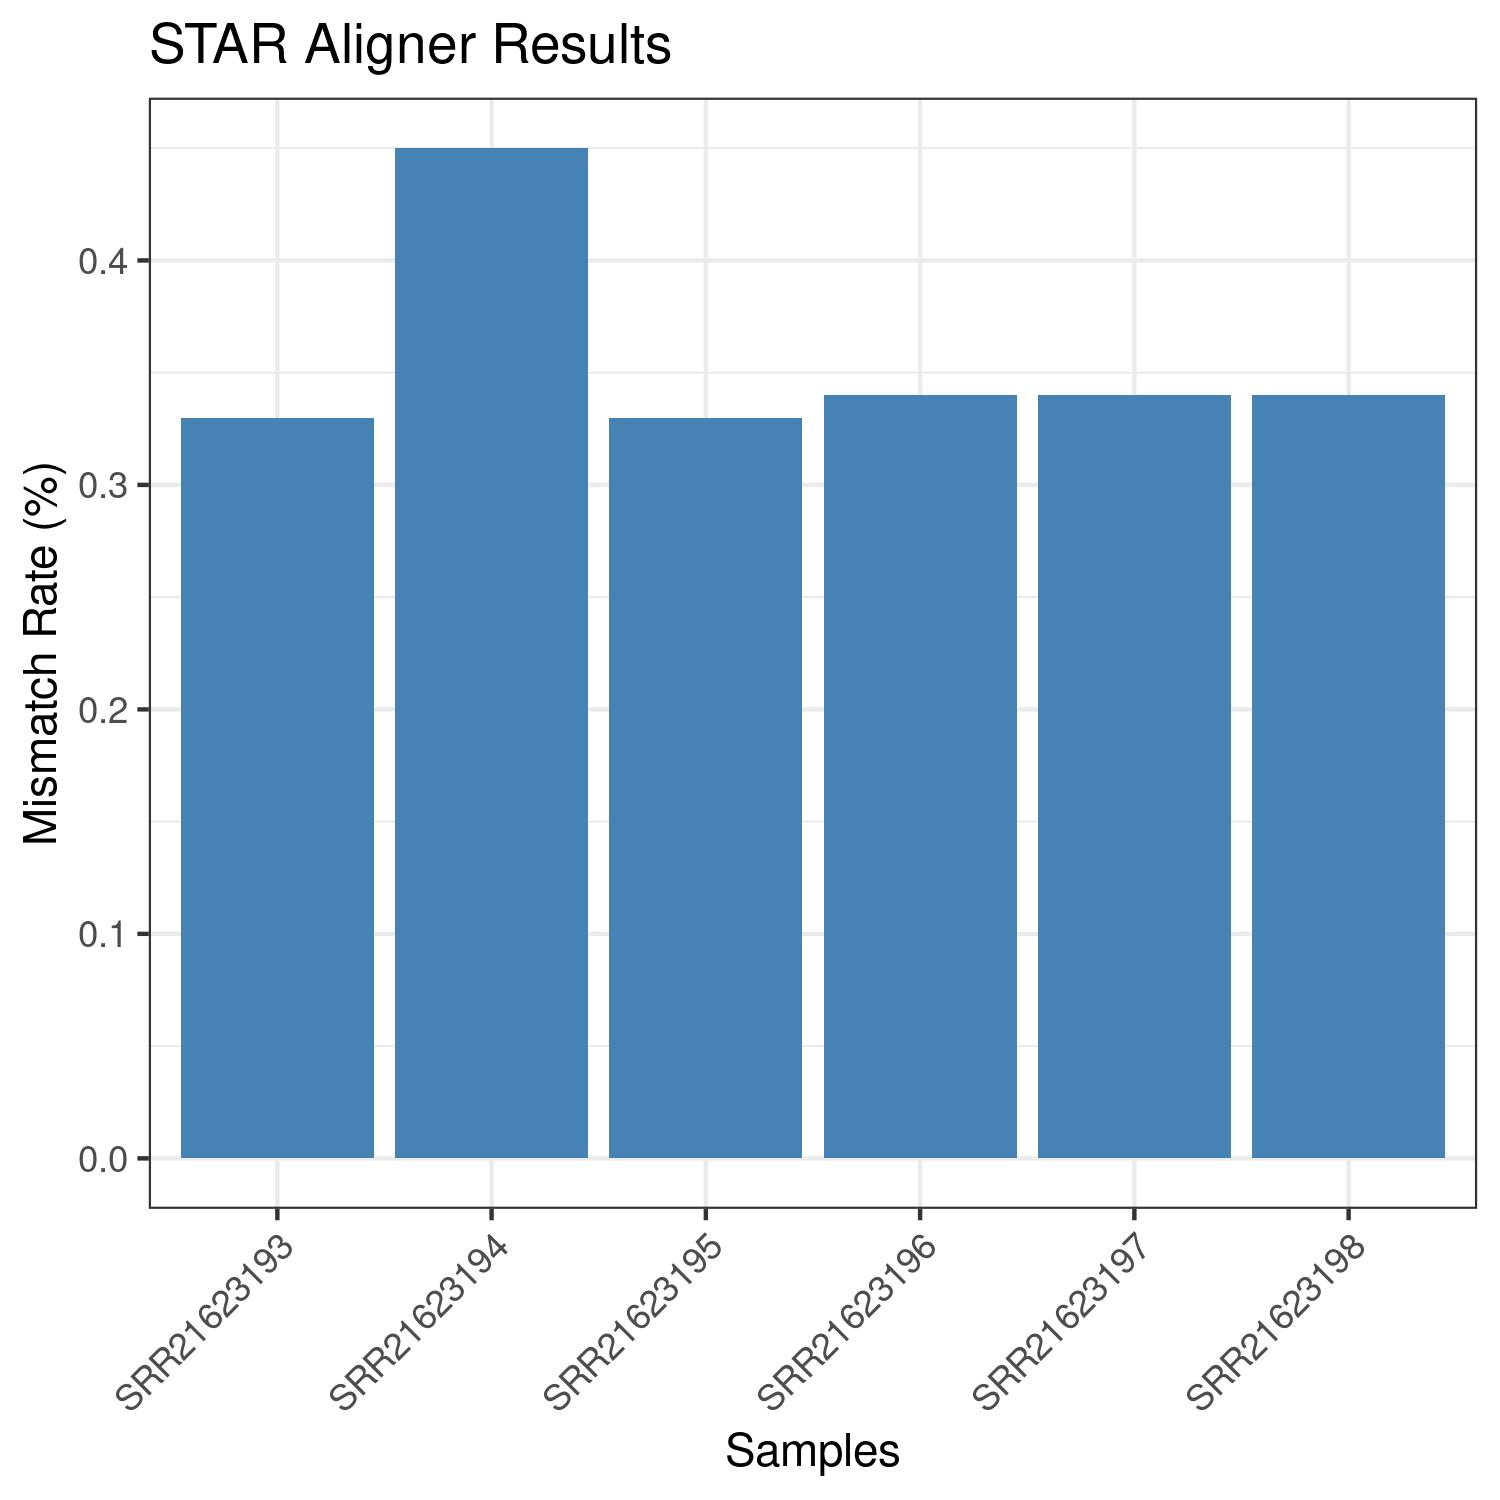 STAR Aligner Results
Mismatch Rate (%)
0.4
0.3
0.2
0.1
0.0
SRR21623193
SRR21623194
SRR21623195
SRR21623196
SRR21623197
SRR21623198
Samples